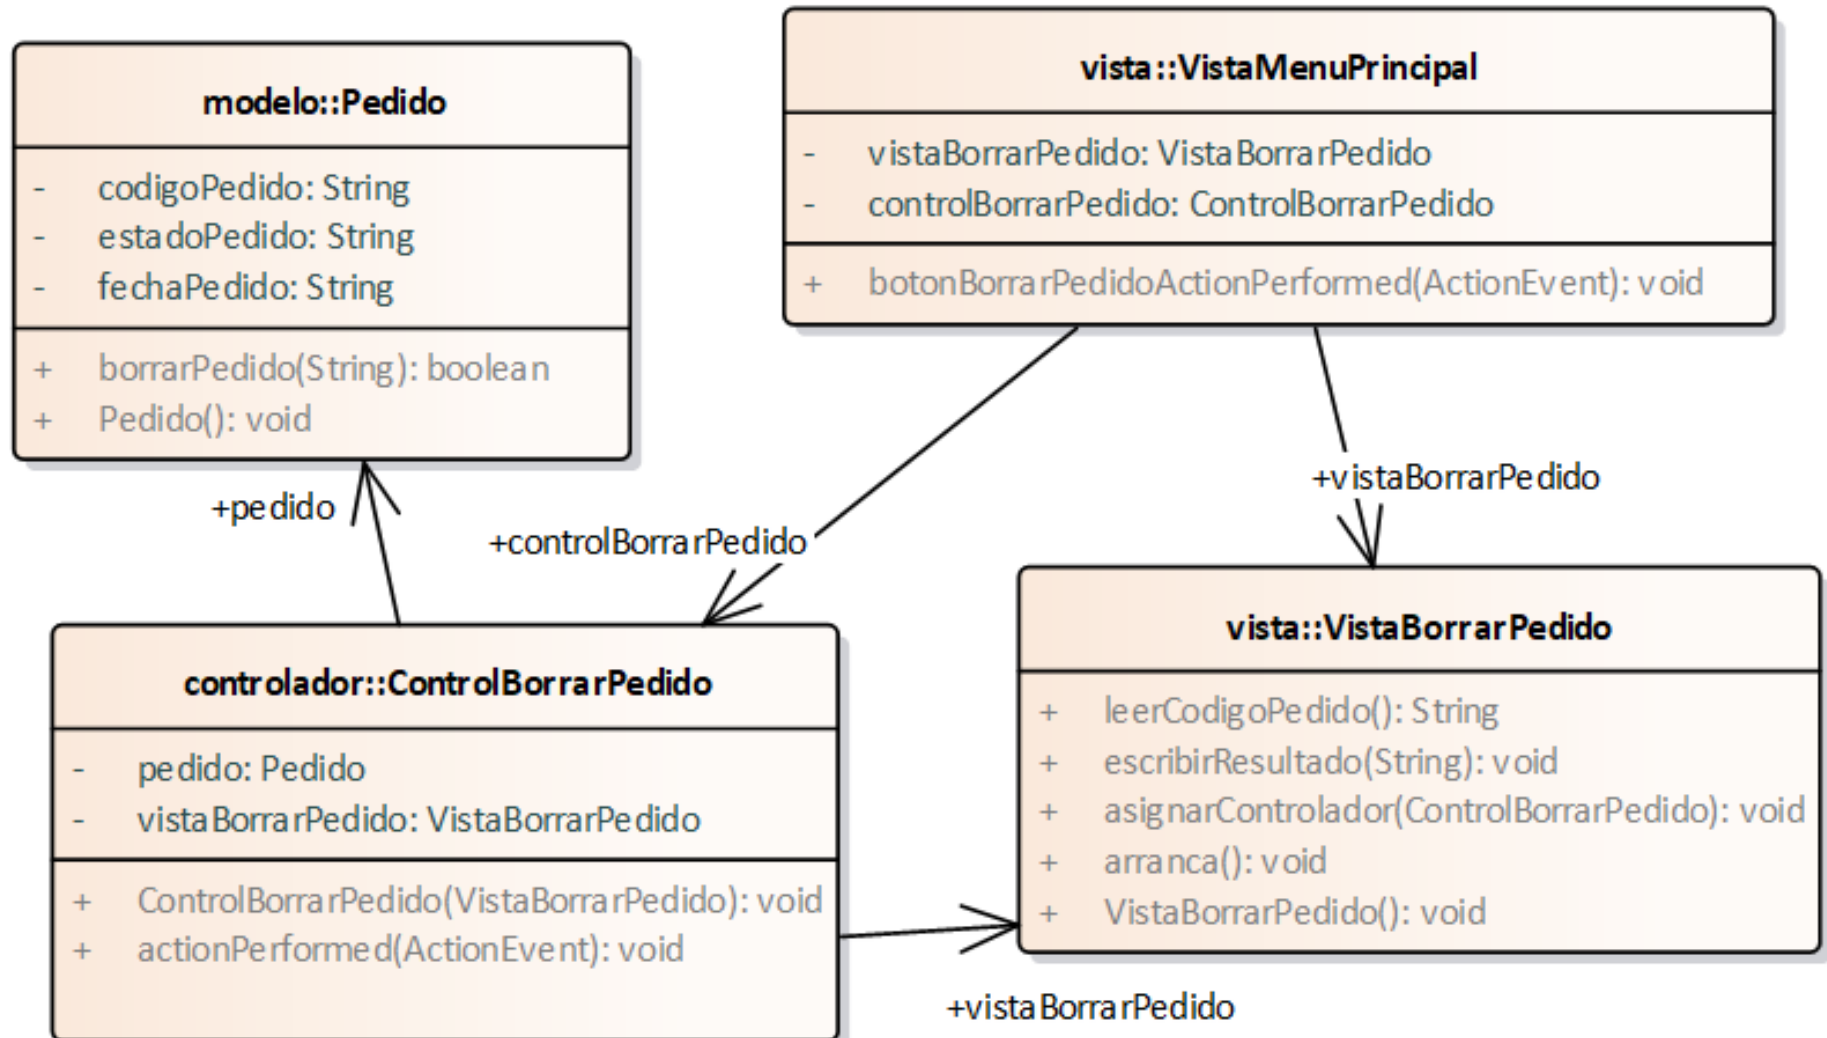 modelo::Pedido
- codigoPedido: String
- estadoPedido: String
- fechaPedido: String
+ borrarPedido(String): boolean
+ Pedido(): void
vista::VistaMenuPrincipal
- vistaBorrarPedido: VistaBorrarPedido
- controlBorrarPedido: ControlBorrarPedido
+ botonBorrarPedidoActionPerformed(ActionEvent): void
+pedido
+controlBorrarPedido
+vistaBorrarPedido
controlador::ControlBorrarPedido
- pedido: Pedido
- vistaBorrarPedido: VistaBorrarPedido
+ ControlBorrarPedido(VistaBorrarPedido): void
+ actionPerformed(ActionEvent): void
vista::VistaBorrarPedido
+ leerCodigoPedido(): String
+ escribirResultado(String): void
+ asignarControlador(ControlBorrarPedido): void
+ arranca(): void
+ VistaBorrarPedido(): void
+vistaBorrarPedido